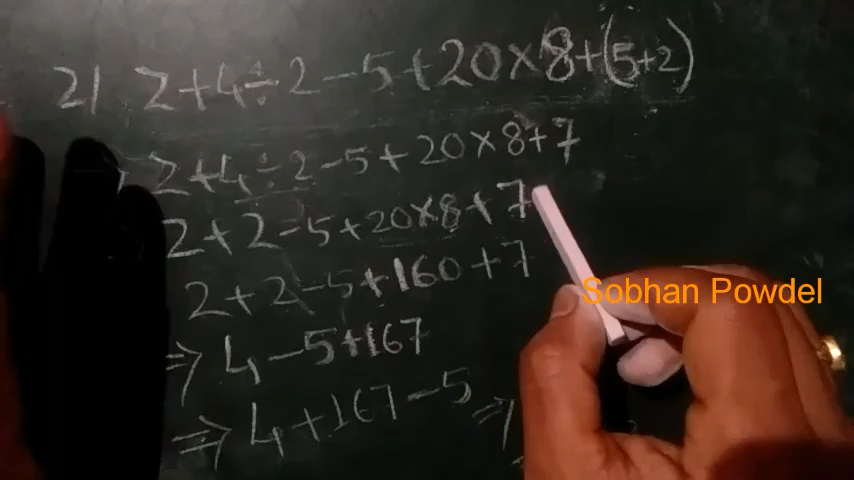 21 2+4÷2-5+20×8+(5+2)
2+4÷2-5+20×8+7
2+2-5+20×8+7
2+2-5+160+7
⇒ 4-5+167
⇒ 4+167-5 ⇒
Sobhan Powdel